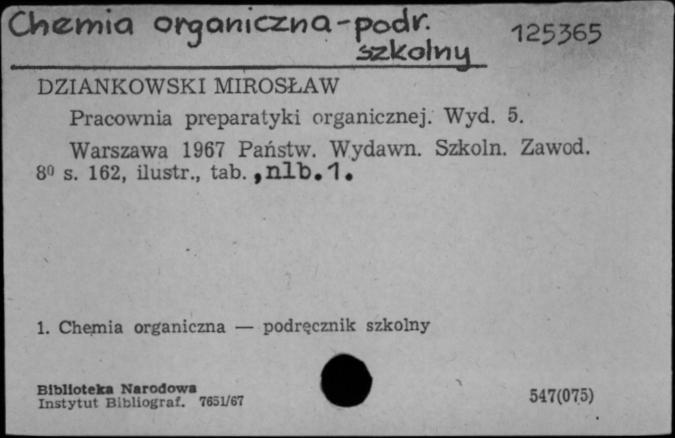 Chemia organiczna-podr.
szkolny
125365
DZIANKOWSKI MIROSŁAW
Pracownia preparatyki organicznej. Wyd. 5.
Warszawa 1967 Państw. Wydawn. Szkoln. Zawod.
8⁰ s. 162, ilustr., tab. , nlb. 1.
1. Chemia organiczna — podręcznik szkolny
Biblioteka Narodowa
Instytut Bibliograf. 7651/67
547(075)